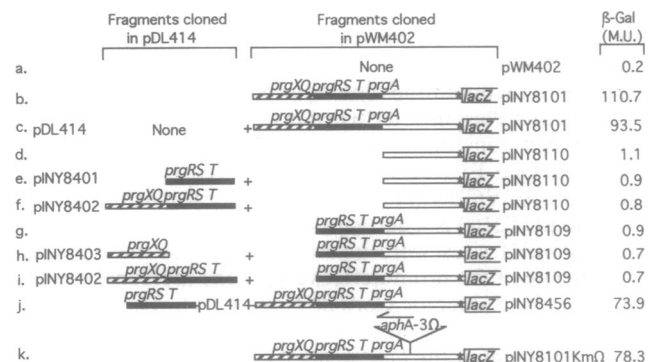 Fragments cloned in pDL414
Fragments cloned in pWM402
β-Gal (M.U.)
a. None pWM402 0.2
b. prgXQ prgRS T prgA lacZ pINY8101 110.7
c. pDL414 None + prgXQ prgRS T prgA lacZ pINY8101 93.5
d. lacZ pINY8110 1.1
e. pINY8401 prgRS T + lacZ pINY8110 0.9
f. pINY8402 prgXQ prgRS T + lacZ pINY8110 0.8
g. prgRS T prgA lacZ pINY8109 0.9
h. pINY8403 prgXQ + prgRS T prgA lacZ pINY8109 0.7
i. pINY8402 prgXQ prgRS T + prgRS T prgA lacZ pINY8109 0.7
j. prgRS T pDL414 prgXQ prgRS T prgA lacZ pINY8456 73.9
aphA-3Ω
k. prgXQ prgRS T prgA lacZ pINY8101KmΩ 78.3